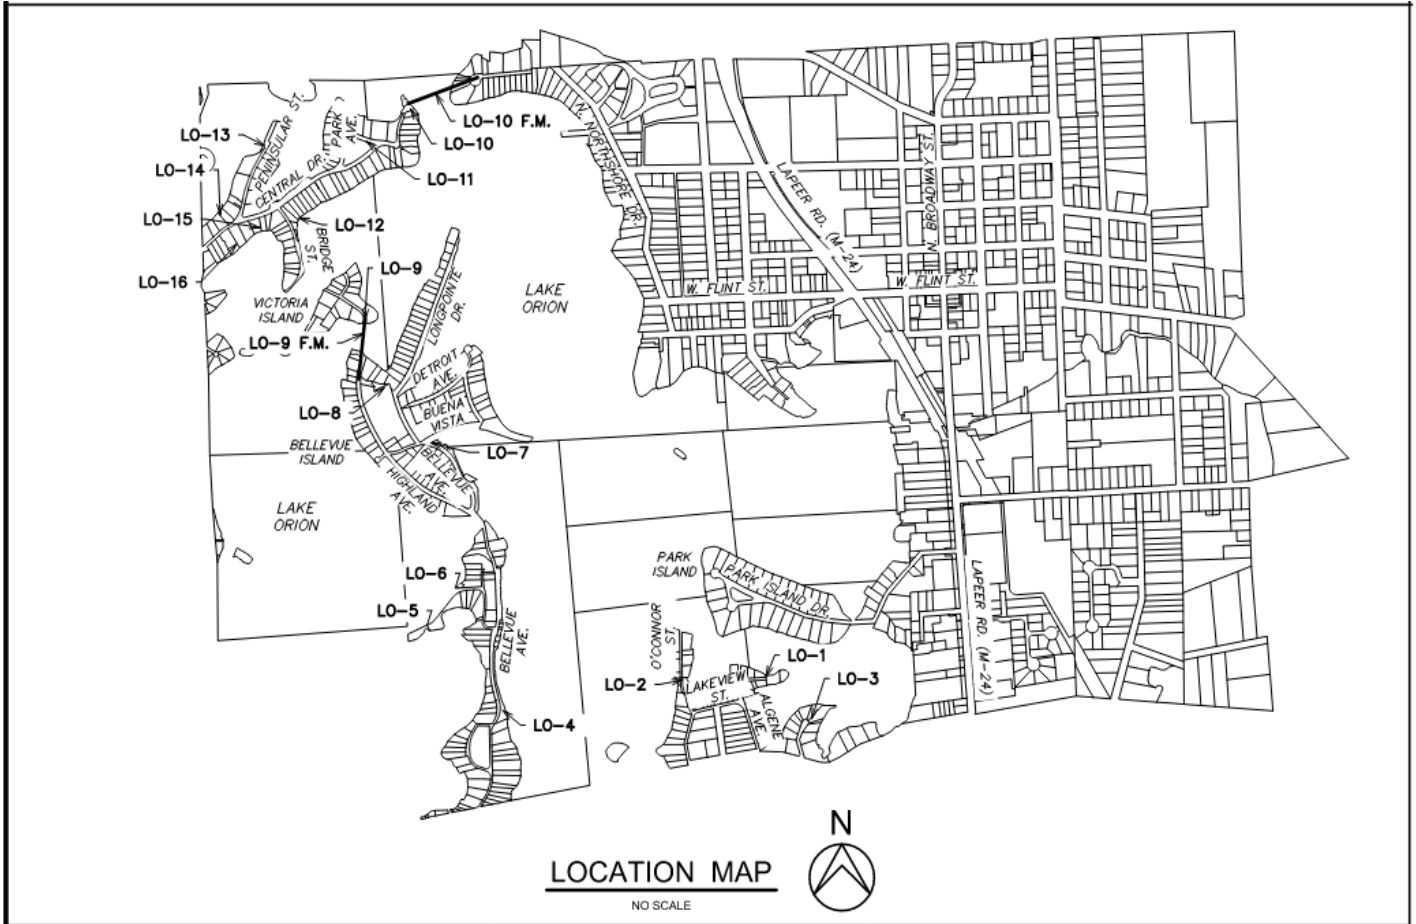 LO-10 F.M.
LO-13
PENINSULAR ST.
PARK
AVE.
LO-10
CENTRAL DR.
LO-14
LO-11
N. NORTHSHORE DR.
LAPEER RD. (M-24)
N. BROADWAY ST.
LO-15
LO-12
BRIDGE
ST.
LO-16
LO-9
VICTORIA
ISLAND
LONGPOINTE
DR.
LAKE
ORION
W. FLINT ST.
W. FLINT ST.
LO-9 F.M.
DETROIT
AVE.
LO-8
BUENA
VISTA
BELLEVUE
ISLAND
LO-7
BELLEVUE
AVE.
HIGHLAND
AVE.
LAKE
ORION
LO-6
LO-5
BELLEVUE
AVE.
PARK
ISLAND
PARK ISLAND DR.
LAPEER RD. (M-24)
O'CONNOR
ST.
LO-1
LO-2
LAKEVIEW
ST.
LO-3
ALGENE
AVE.
LO-4
N
LOCATION MAP
NO SCALE